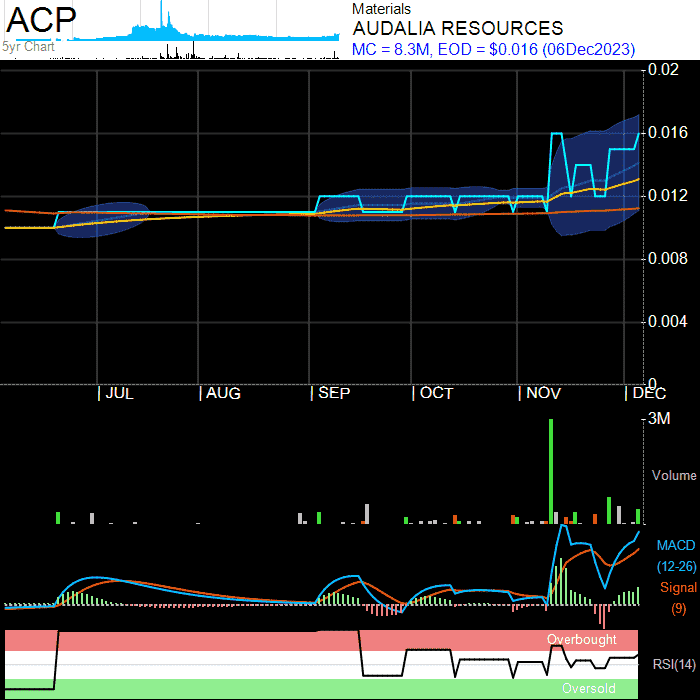 ACP
5yr Chart
Materials
AUDALIA RESOURCES
MC = 8.3M, EOD = $0.016 (06Dec2023)
0.02
0.016
0.012
0.008
0.004
0
| JUL | AUG | SEP | OCT | NOV | DEC
3M
Volume
MACD
(12-26)
Signal
(9)
Overbought
RSI(14)
Oversold